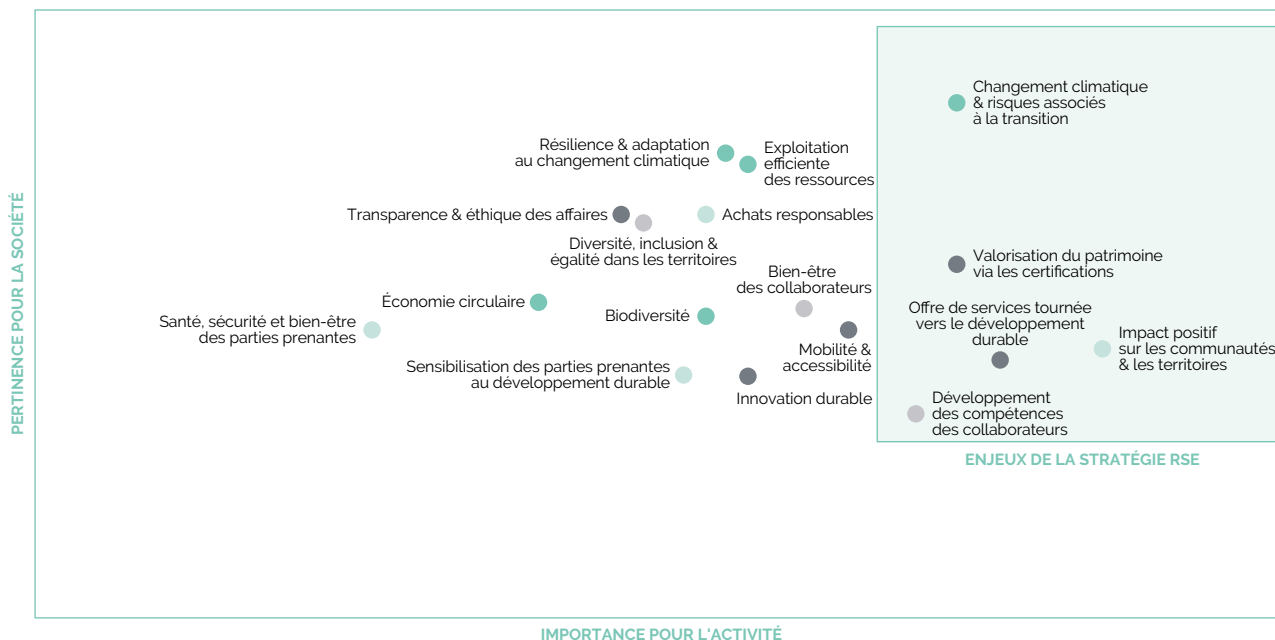 PERTINENCE POUR LA SOCIÉTÉ
Changement climatique
& risques associés
à la transition
Résilience & adaptation
au changement climatique
Exploitation
efficiente
des ressources
Transparence & éthique des affaires
Achats responsables
Diversité, inclusion &
égalité dans les territoires
Valorisation du patrimoine
via les certifications
Bien-être
des collaborateurs
Économie circulaire
Biodiversité
Offre de services tournée
vers le développement
durable
Santé, sécurité et bien-être
des parties prenantes
Impact positif
sur les communautés
& les territoires
Mobilité &
accessibilité
Sensibilisation des parties prenantes
au développement durable
Innovation durable
Développement
des compétences
des collaborateurs
ENJEUX DE LA STRATÉGIE RSE
IMPORTANCE POUR L'ACTIVITÉ